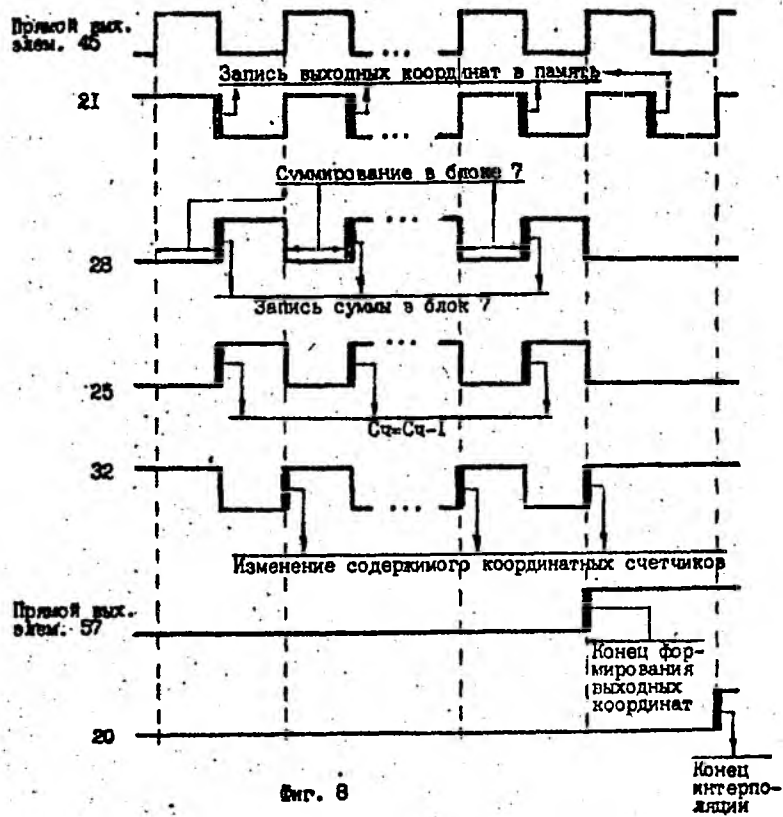 Прямой вых.
элем. 45
Запись выходных координат в память
21
Суммирование в блоке 7
28
Запись суммы в блок 7
25
Сч=Сч-1
32
Изменение содержимого координатных счетчиков
Прямой вых.
элем. 57
Конец фор-
мирования
выходных
координат
20
Конец
интерпо-
ляции
Фиг. 8